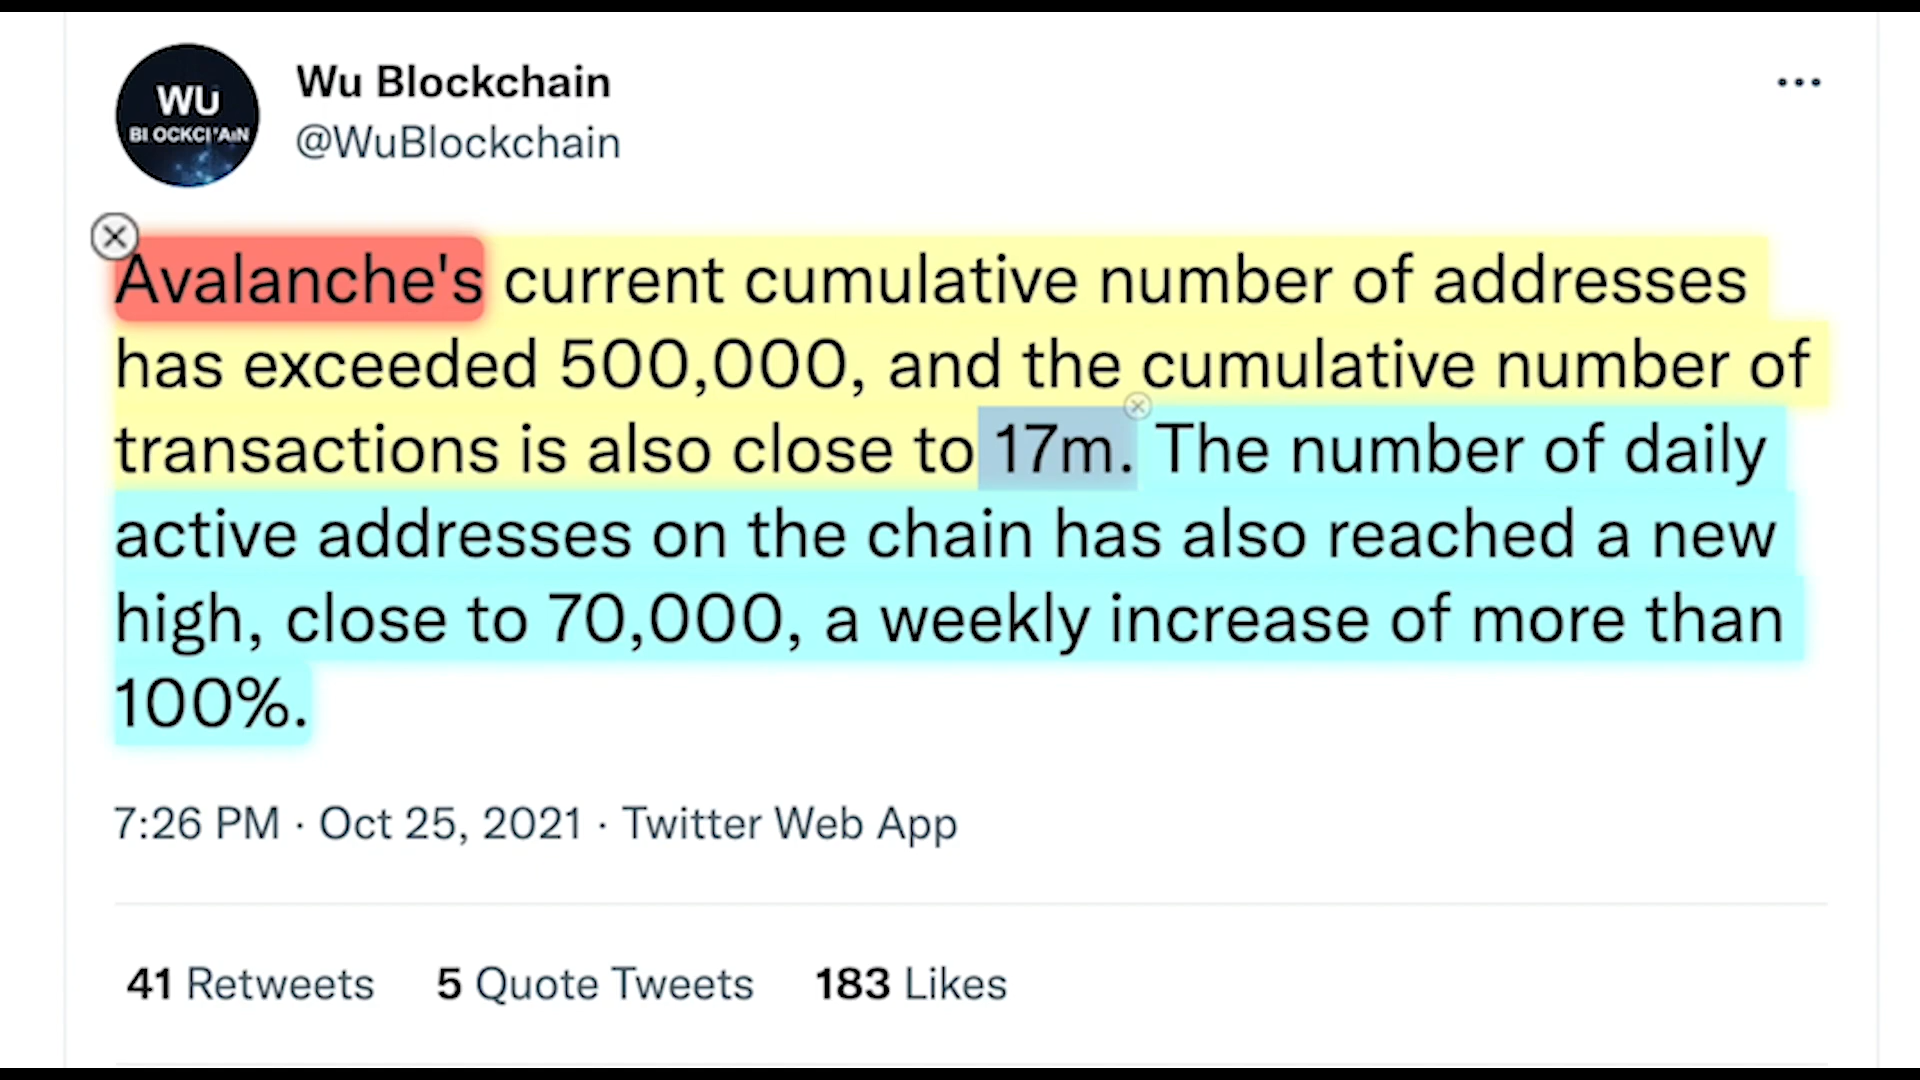 WU
BLOCKCHAIN
Wu Blockchain
@WuBlockchain
Avalanche's current cumulative number of addresses
has exceeded 500,000, and the cumulative number of
transactions is also close to 17m. The number of daily
active addresses on the chain has also reached a new
high, close to 70,000, a weekly increase of more than
100%.
7:26 PM · Oct 25, 2021 · Twitter Web App
41 Retweets 5 Quote Tweets 183 Likes